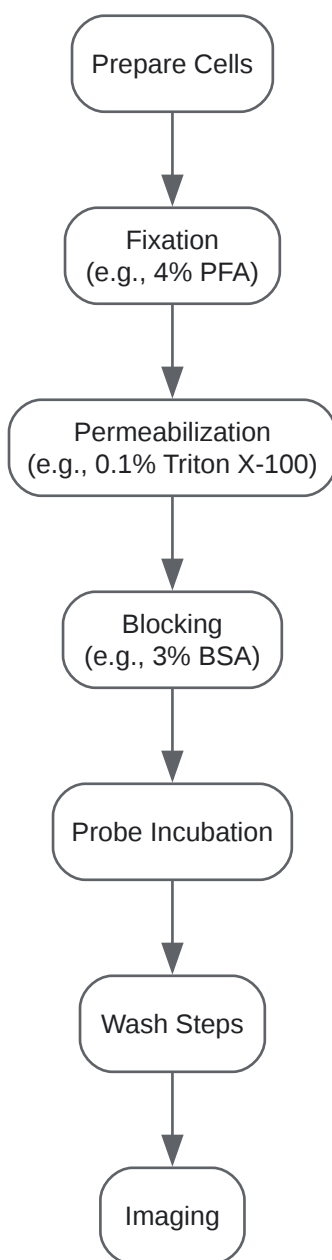 Prepare Cells
Fixation
(e.g., 4% PFA)
Permeabilization
(e.g., 0.1% Triton X-100)
Blocking
(e.g., 3% BSA)
Probe Incubation
Wash Steps
Imaging